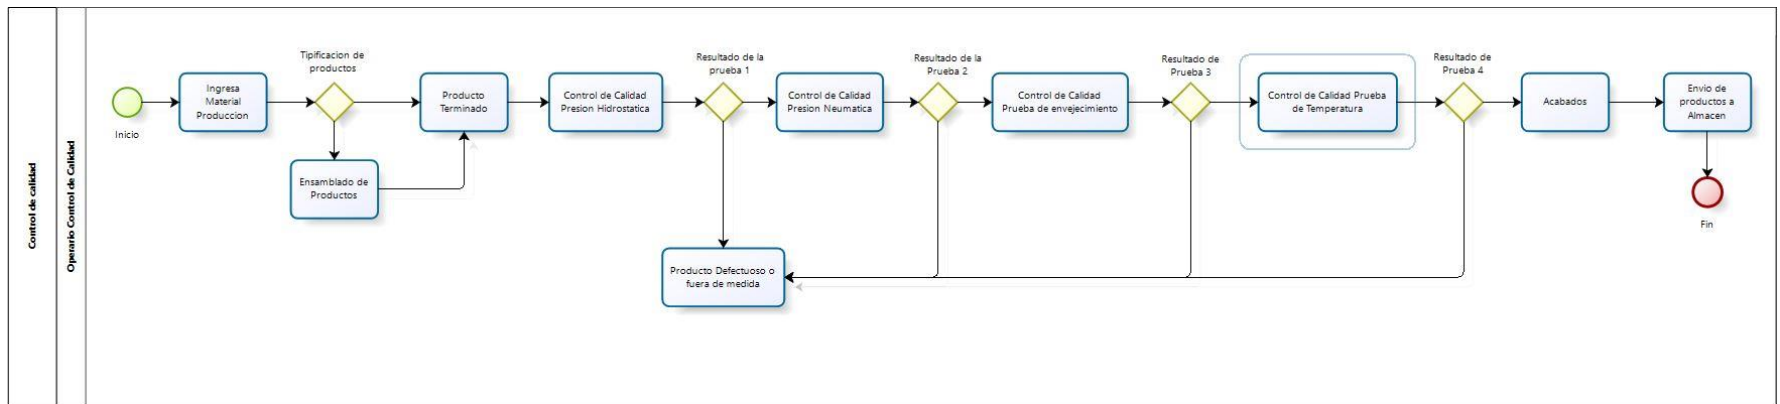 Control de calidad
Operario Control de Calidad
Inicio
Ingresa
Material
Produccion
Tipificacion de
productos
Ensamblado de
Productos
Producto
Terminado
Control de Calidad
Presion Hidrostatica
Resultado de la
prueba 1
Control de Calidad
Presion Neumatica
Resultado de la
Prueba 2
Control de Calidad
Prueba de envejecimiento
Resultado de
Prueba 3
Control de Calidad Prueba
de Temperatura
Resultado de
Prueba 4
Acabados
Envio de
productos a
Almacen
Fin
Producto Defectuoso o
fuera de medida